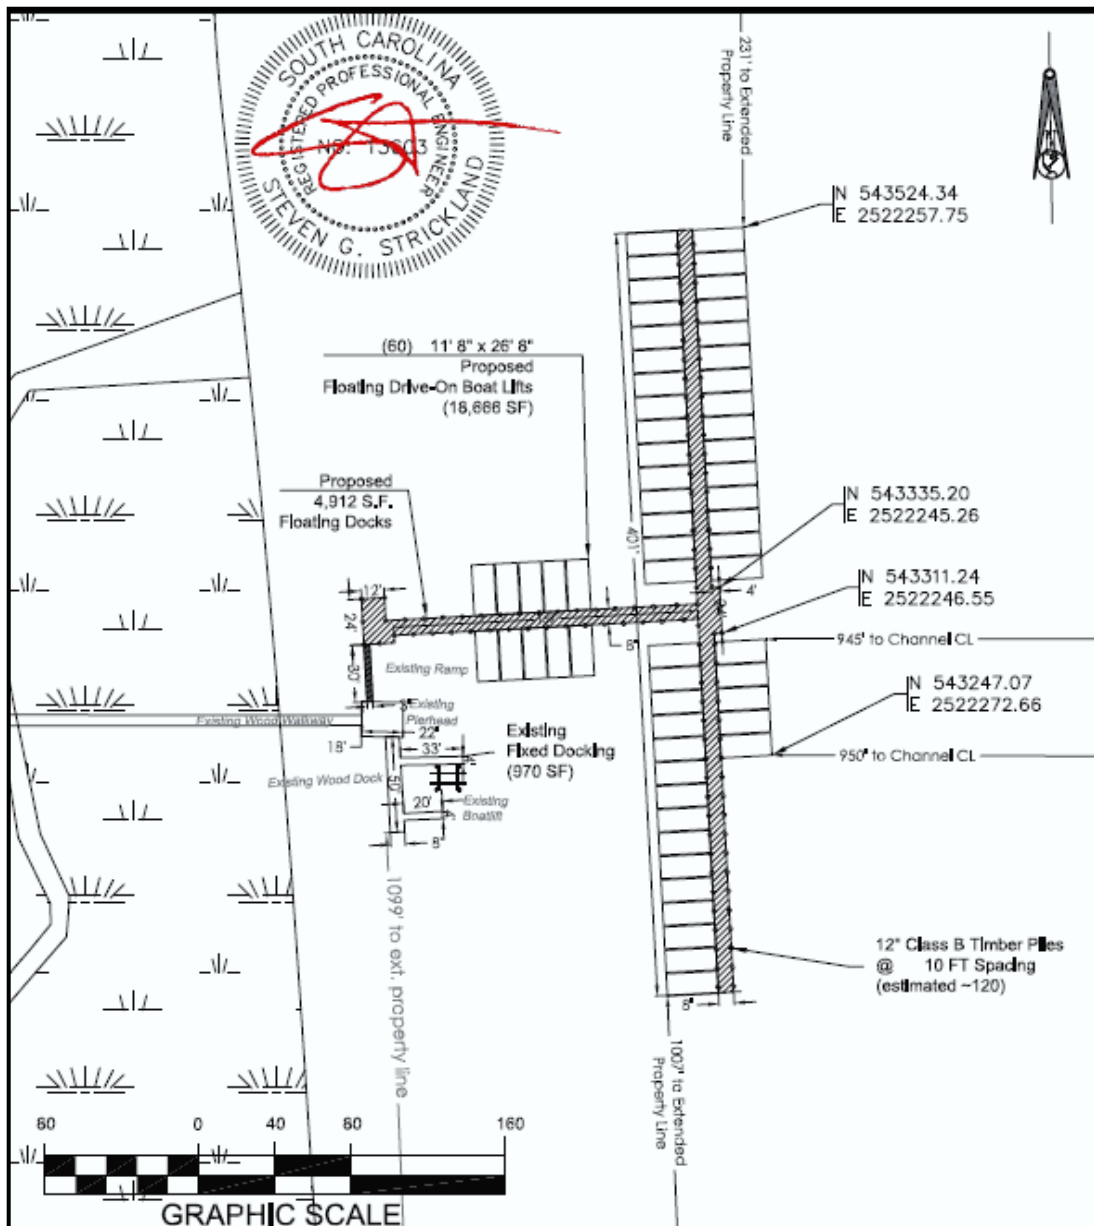 SOUTH CAROLINA
REGISTERED PROFESSIONAL ENGINEER
STEVEN G. STRICKLAND
231' to Extended
Property Line
N 543524.34
E 2522257.75
(60) 11' 8" x 26' 8"
Proposed
Floating Drive-On Boat Lifts
(18,666 SF)
Proposed
4,912 S.F.
Floating Docks
401'
N 543335.20
E 2522245.26
12'
4'
24'
N 543311.24
E 2522246.55
945' to Channel CL
30'
Existing Ramp
8'
N 543247.07
E 2522272.66
3'
Existing
Pierhead
Existing Wood Walkway
22'
18'
33'
Existing
Fixed Docking
(970 SF)
950' to Channel CL
Existing Wood Dock
50'
20'
Existing
Boatlift
8'
1099' to ext. property line
12" Class B Timber Piles
@ 10 FT Spacing
(estimated ~120)
8'
1007' to Extended
Property Line
80 0 40 80 160
GRAPHIC SCALE